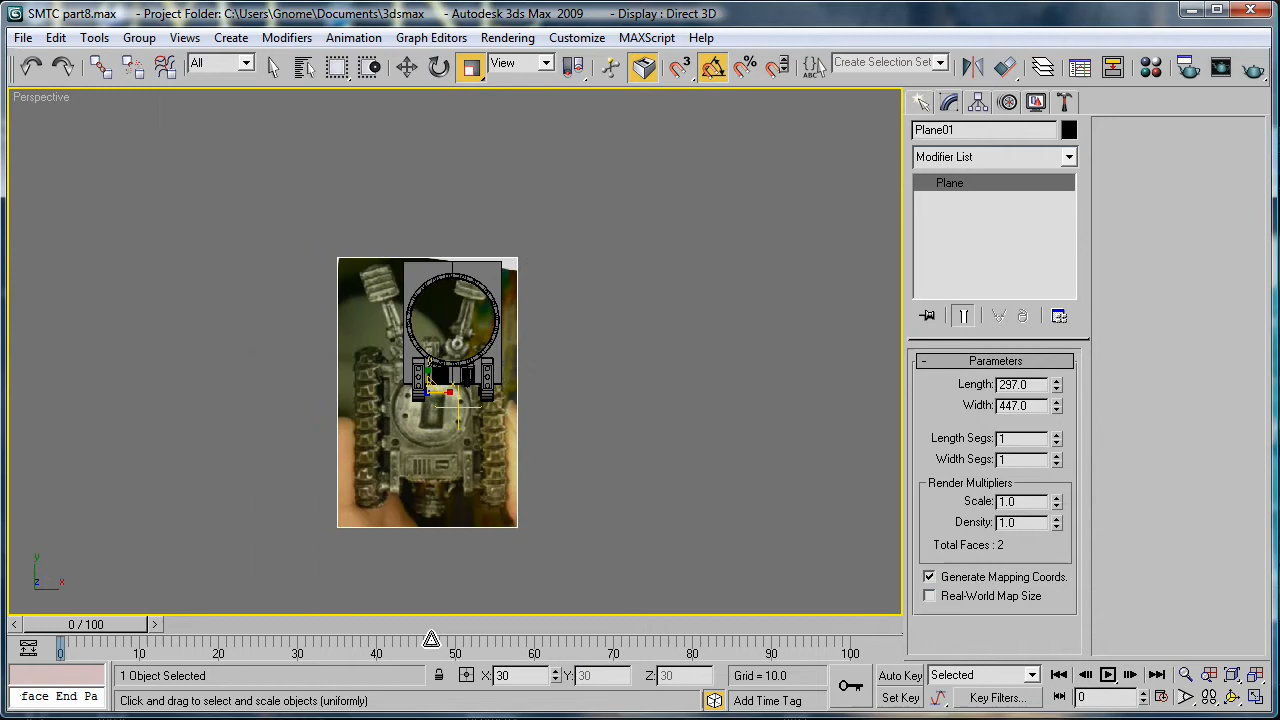 SMTC part8.max - Project Folder: C:\Users\Gnome\Documents\3dsmax - Autodesk 3ds Max 2009 - Display : Direct 3D
File Edit Tools Group Views Create Modifiers Animation Graph Editors Rendering Customize MAXScript Help
All View 3 % ABC Create Selection Set
Perspective
Plane01
Modifier List
Plane
- Parameters
Length: 297.0
Width: 447.0
Length Segs: 1
Width Segs: 1
Render Multipliers
Scale: 1.0
Density: 1.0
Total Faces : 2
Generate Mapping Coords.
Real-World Map Size
y
z x
< 0 / 100 >
0 10 20 30 40 50 60 70 80 90 100
1 Object Selected X: 30 Y: 30 Z: 30 Grid = 10.0 Auto Key Selected
face End Pa Click and drag to select and scale objects (uniformly) Add Time Tag Set Key Key Filters... 0